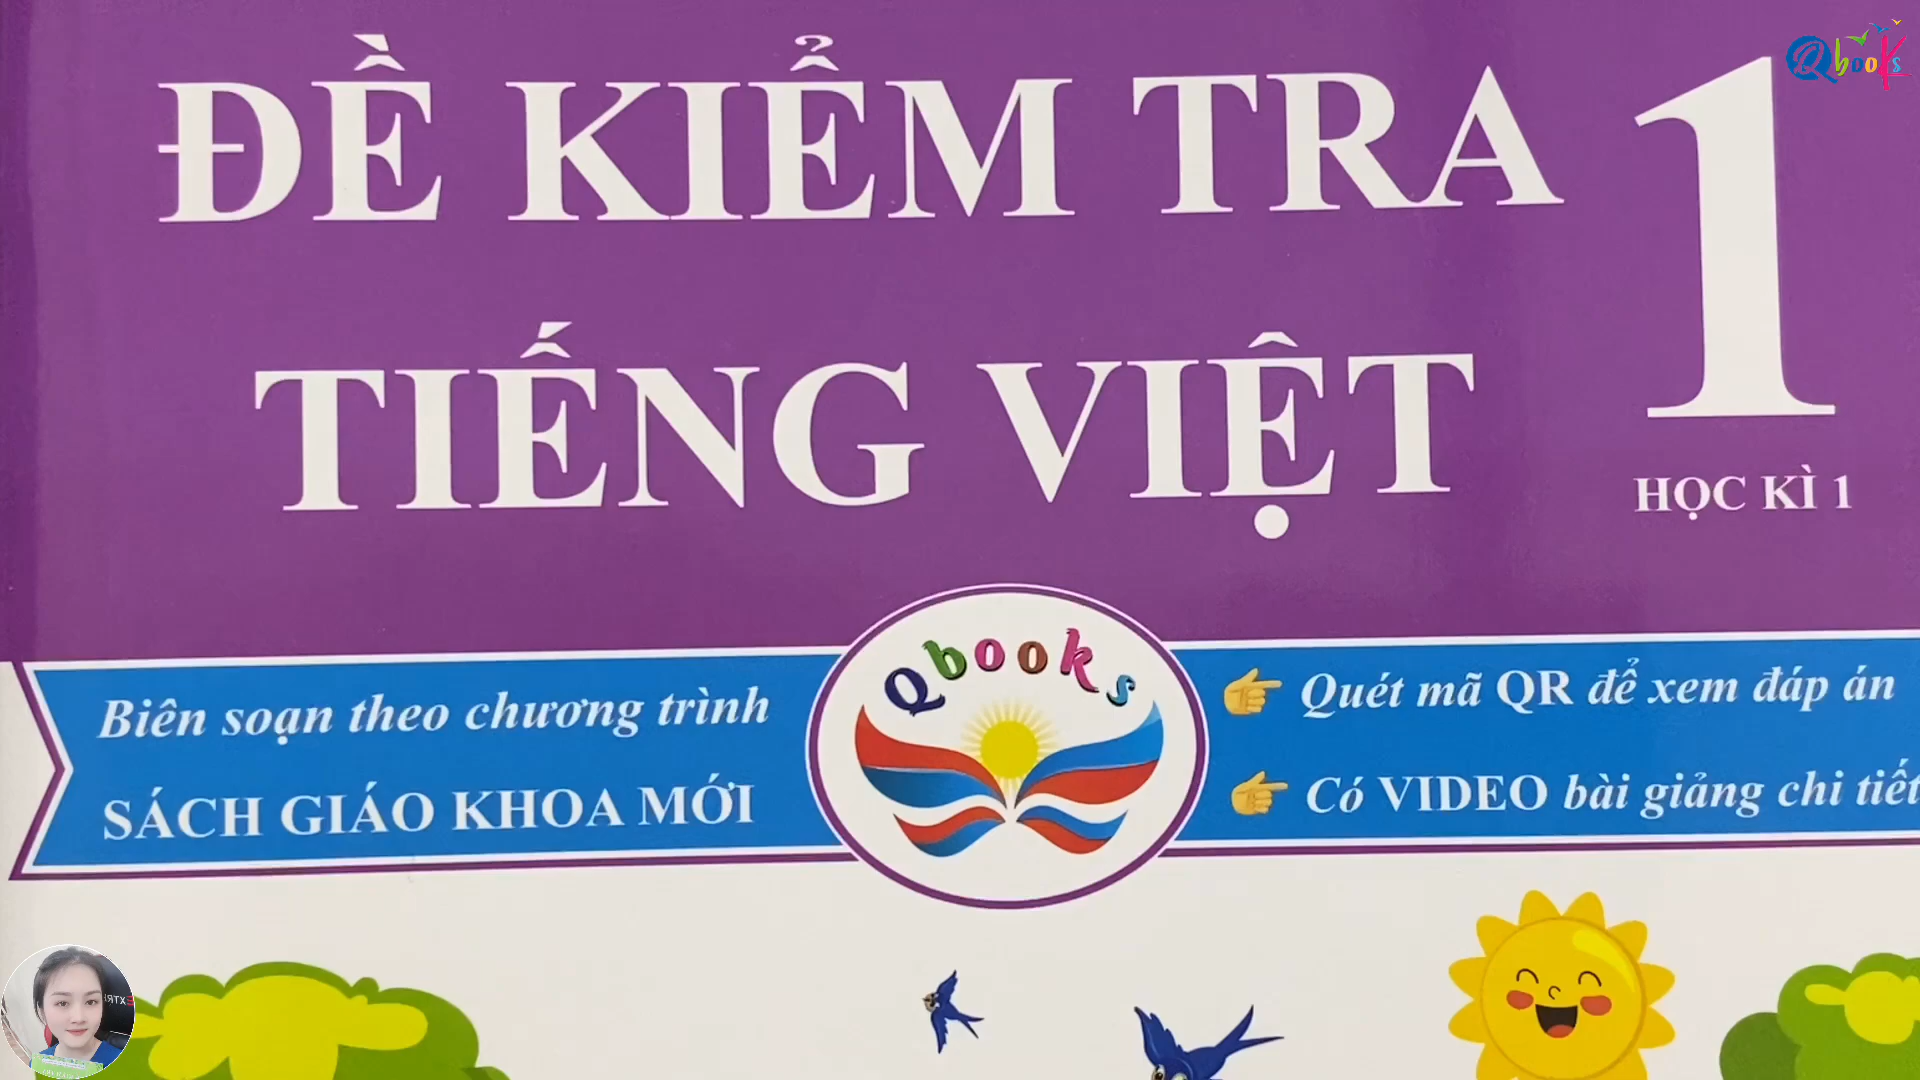 Qbooks
ĐỀ KIỂM TRA 1
TIẾNG VIỆT
HỌC KÌ 1
Qbooks
Biên soạn theo chương trình
SÁCH GIÁO KHOA MỚI
Quét mã QR để xem đáp án
Có VIDEO bài giảng chi tiết